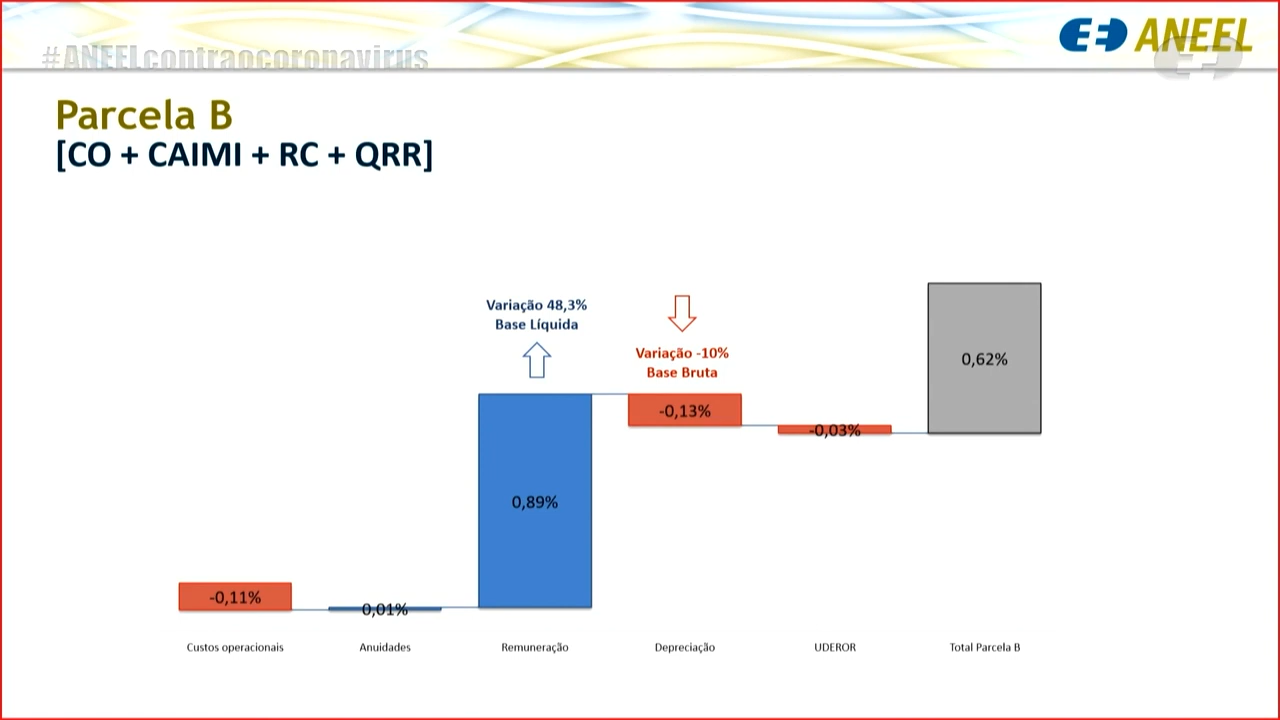 #ANEELcontraocoronavirus
ANEEL
Parcela B
[CO + CAIMI + RC + QRR]
Variação 48,3%
Base Líquida
Variação -10%
Base Bruta
0,62%
-0,13%
-0,03%
0,89%
-0,11%
0,01%
Custos operacionais
Anuidades
Remuneração
Depreciação
UDEROR
Total Parcela B